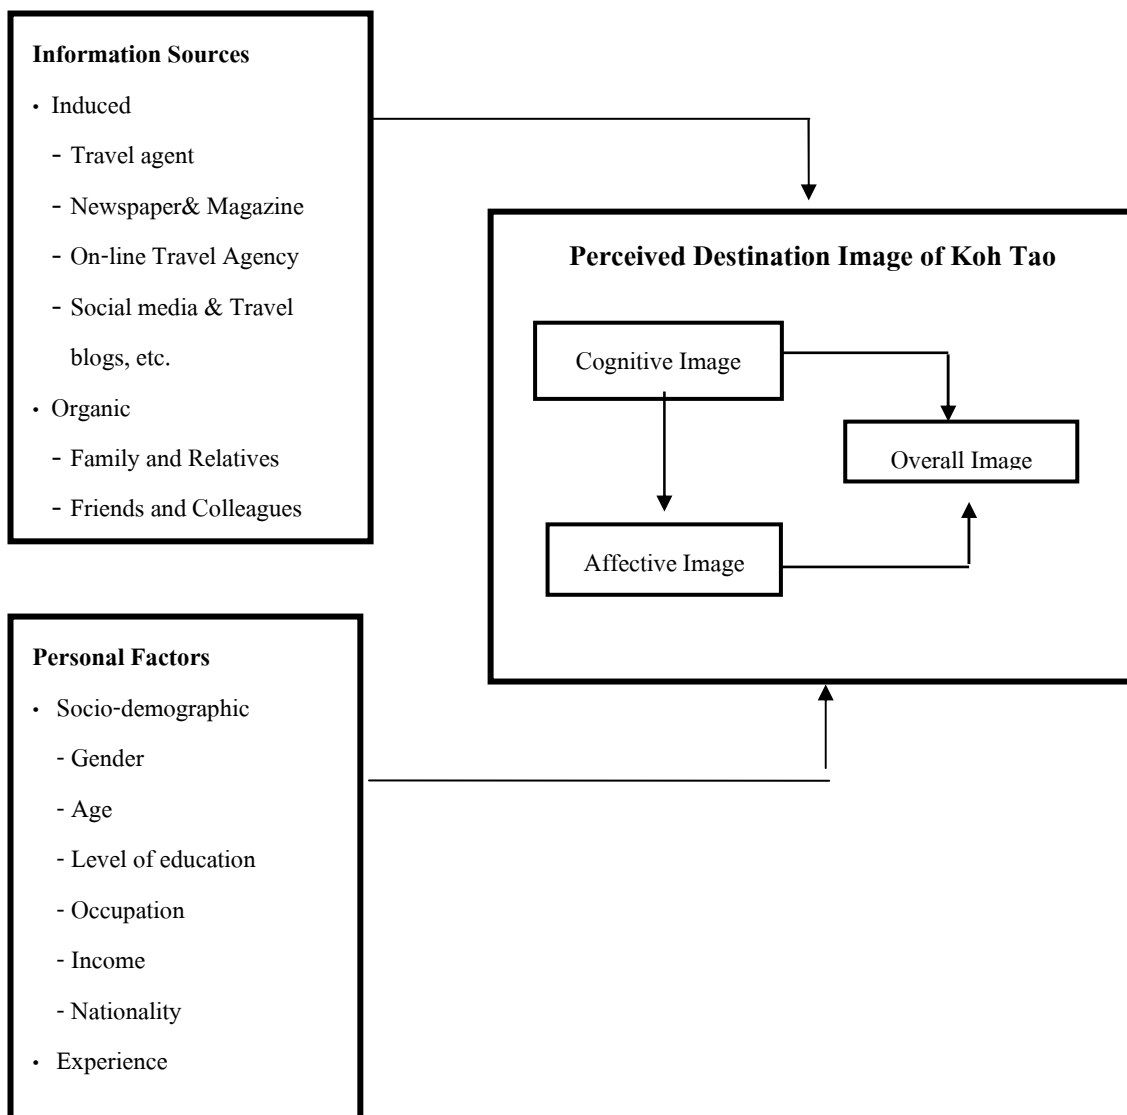 Information Sources
• Induced
- Travel agent
- Newspaper& Magazine
- On-line Travel Agency
- Social media & Travel
blogs, etc.
• Organic
- Family and Relatives
- Friends and Colleagues
Perceived Destination Image of Koh Tao
Cognitive Image
Overall Image
Affective Image
Personal Factors
• Socio-demographic
- Gender
- Age
- Level of education
- Occupation
- Income
- Nationality
• Experience